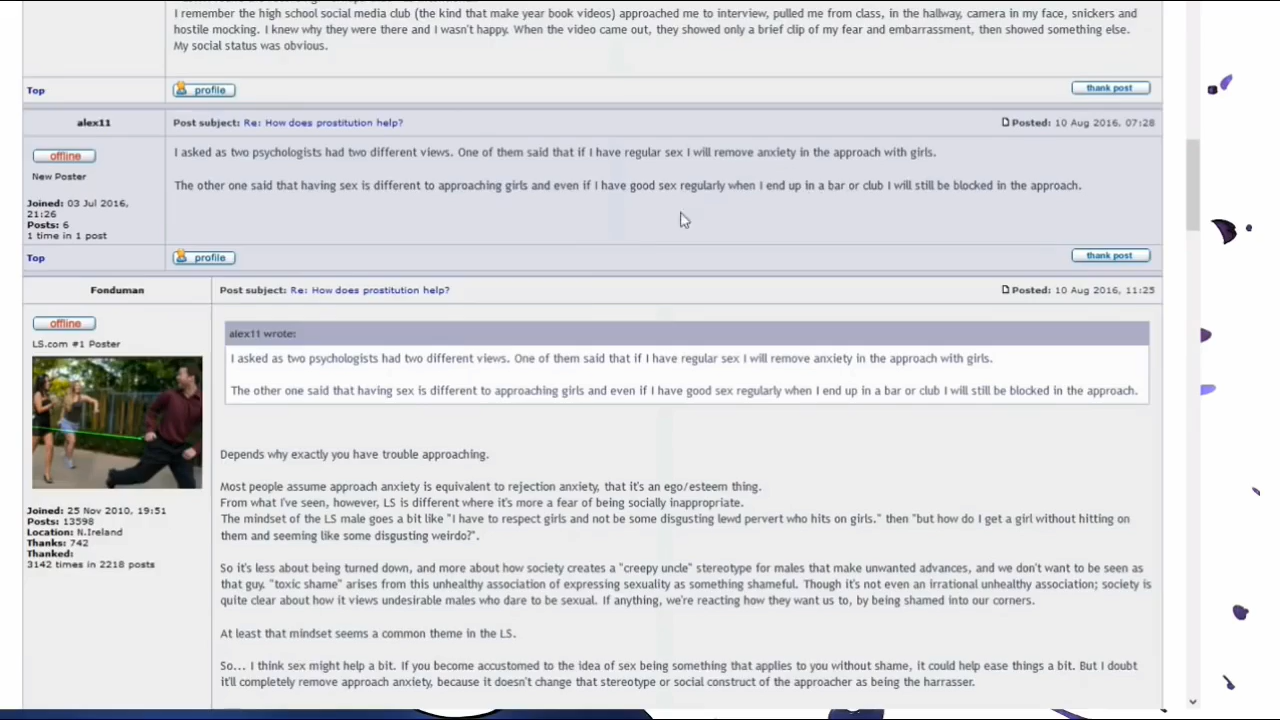 I remember the high school social media club (the kind that make year book videos) approached me to interview, pulled me from class, in the hallway, camera in my face, snickers and
hostile mocking. I knew why they were there and I wasn't happy. When the video came out, they showed only a brief clip of my fear and embarrassment, then showed something else.
My social status was obvious.
Top
profile
thank post
alex11
Post subject: Re: How does prostitution help?
Posted: 10 Aug 2016, 07:28
offline
New Poster
Joined: 03 Jul 2016,
21:26
Posts: 6
1 time in 1 post
I asked as two psychologists had two different views. One of them said that if I have regular sex I will remove anxiety in the approach with girls.
The other one said that having sex is different to approaching girls and even if I have good sex regularly when I end up in a bar or club I will still be blocked in the approach.
Top
profile
thank post
Fonduman
Post subject: Re: How does prostitution help?
Posted: 10 Aug 2016, 11:25
offline
LS.com #1 Poster
Joined: 25 Nov 2010, 19:51
Posts: 13598
Location: N.Ireland
Thanks: 742
Thanked:
3142 times in 2218 posts
alex11 wrote:
I asked as two psychologists had two different views. One of them said that if I have regular sex I will remove anxiety in the approach with girls.
The other one said that having sex is different to approaching girls and even if I have good sex regularly when I end up in a bar or club I will still be blocked in the approach.
Depends why exactly you have trouble approaching.
Most people assume approach anxiety is equivalent to rejection anxiety, that it's an ego/esteem thing.
From what I've seen, however, LS is different where it's more a fear of being socially inappropriate.
The mindset of the LS male goes a bit like "I have to respect girls and not be some disgusting lewd pervert who hits on girls." then "but how do I get a girl without hitting on
them and seeming like some disgusting weirdo?".
So it's less about being turned down, and more about how society creates a "creepy uncle" stereotype for males that make unwanted advances, and we don't want to be seen as
that guy. "toxic shame" arises from this unhealthy association of expressing sexuality as something shameful. Though it's not even an irrational unhealthy association; society is
quite clear about how it views undesirable males who dare to be sexual. If anything, we're reacting how they want us to, by being shamed into our corners.
At least that mindset seems a common theme in the LS.
So... I think sex might help a bit. If you become accustomed to the idea of sex being something that applies to you without shame, it could help ease things a bit. But I doubt
it'll completely remove approach anxiety, because it doesn't change that stereotype or social construct of the approacher as being the harrasser.